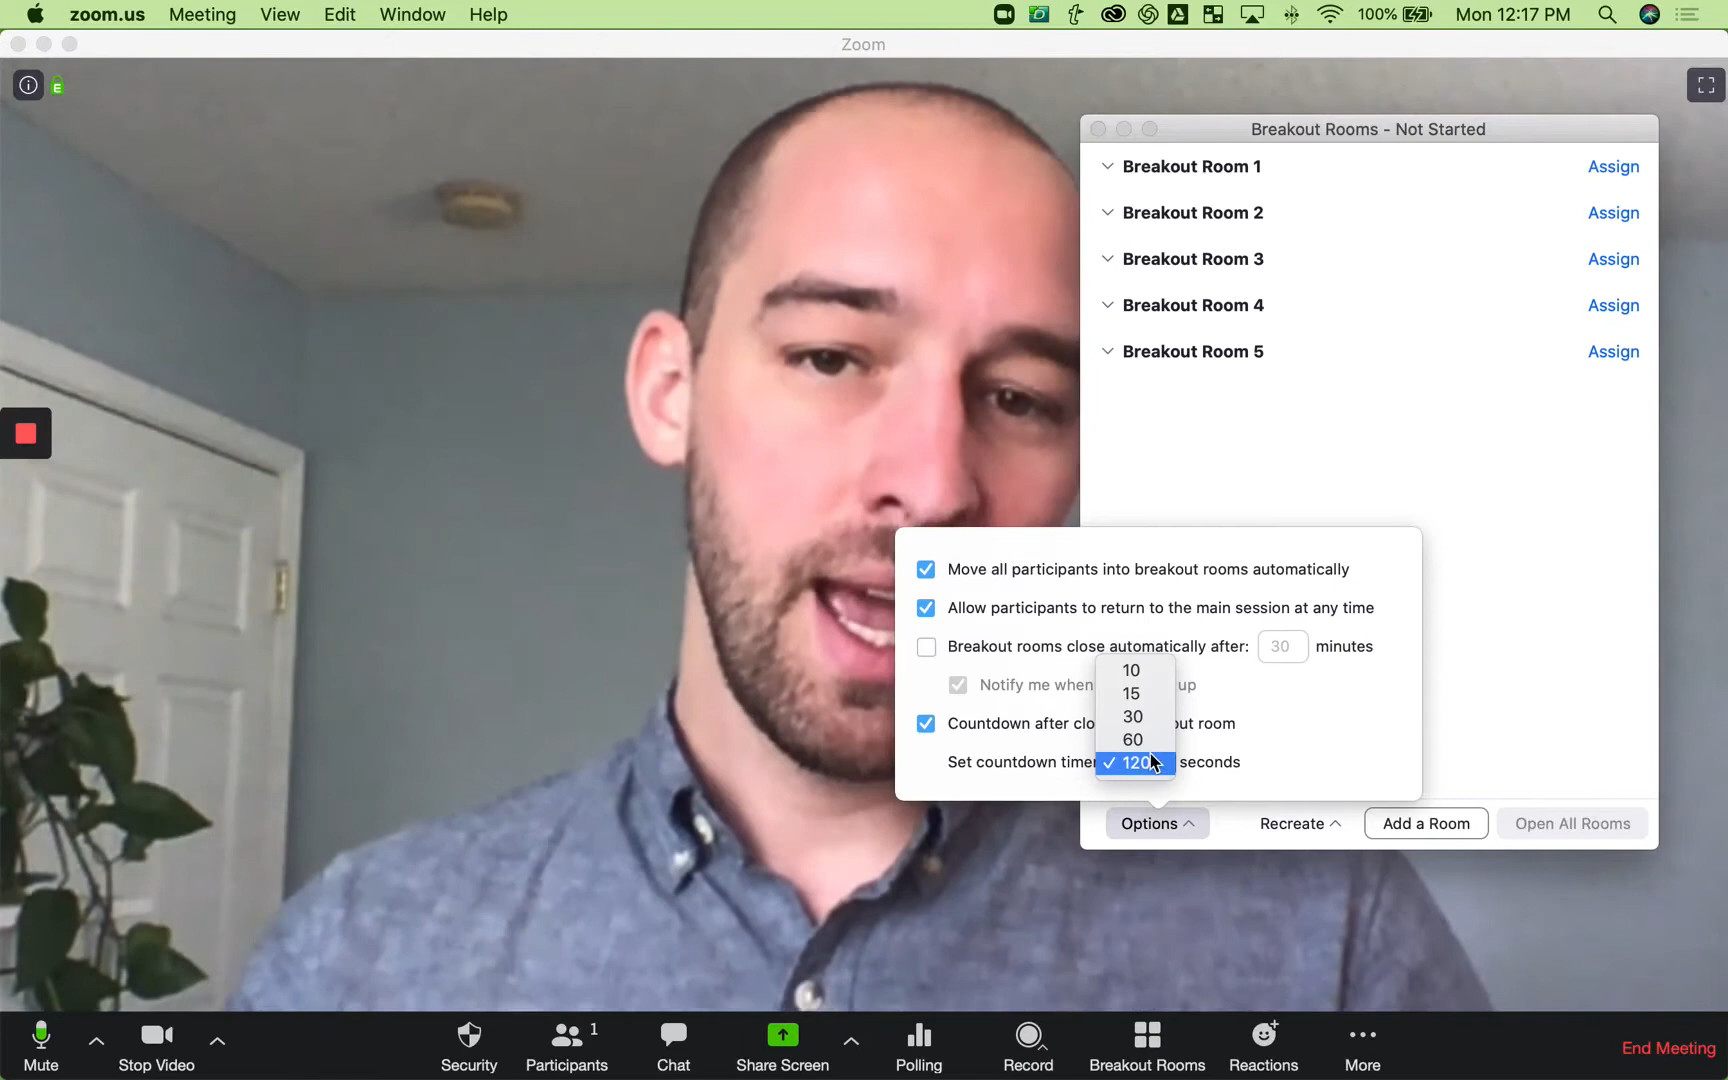 zoom.us Meeting View Edit Window Help 100% Mon 12:17 PM
Zoom
E
Breakout Rooms - Not Started
Breakout Room 1 Assign
Breakout Room 2 Assign
Breakout Room 3 Assign
Breakout Room 4 Assign
Breakout Room 5 Assign
Move all participants into breakout rooms automatically
Allow participants to return to the main session at any time
Breakout rooms close automatically after: 30 minutes
Notify me when up
Countdown after clo ut room
Set countdown timer seconds
10
15
30
60
✓ 120
Options Recreate Add a Room Open All Rooms
Mute Stop Video Security Participants 1 Chat Share Screen Polling Record Breakout Rooms Reactions More End Meeting